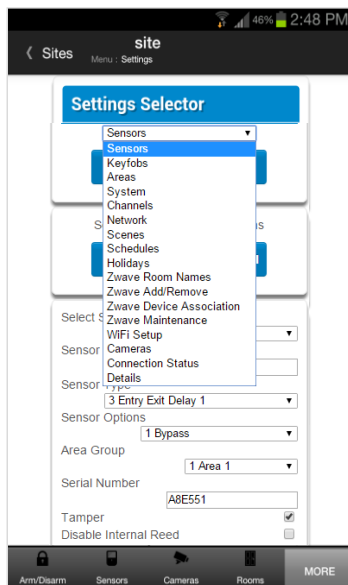 46% 2:48 PM
Sites
site
Menu : Settings
Settings Selector
Sensors
Sensors
Keyfobs
Areas
System
Channels
Network
Scenes
Schedules
Holidays
Zwave Room Names
Zwave Add/Remove
Zwave Device Association
Zwave Maintenance
WiFi Setup
Cameras
Connection Status
Details
Select S
Sensor
Sensor Type
3 Entry Exit Delay 1
Sensor Options
1 Bypass
Area Group
1 Area 1
Serial Number
A8E551
Tamper
Disable Internal Reed
Arm/Disarm
Sensors
Cameras
Rooms
MORE